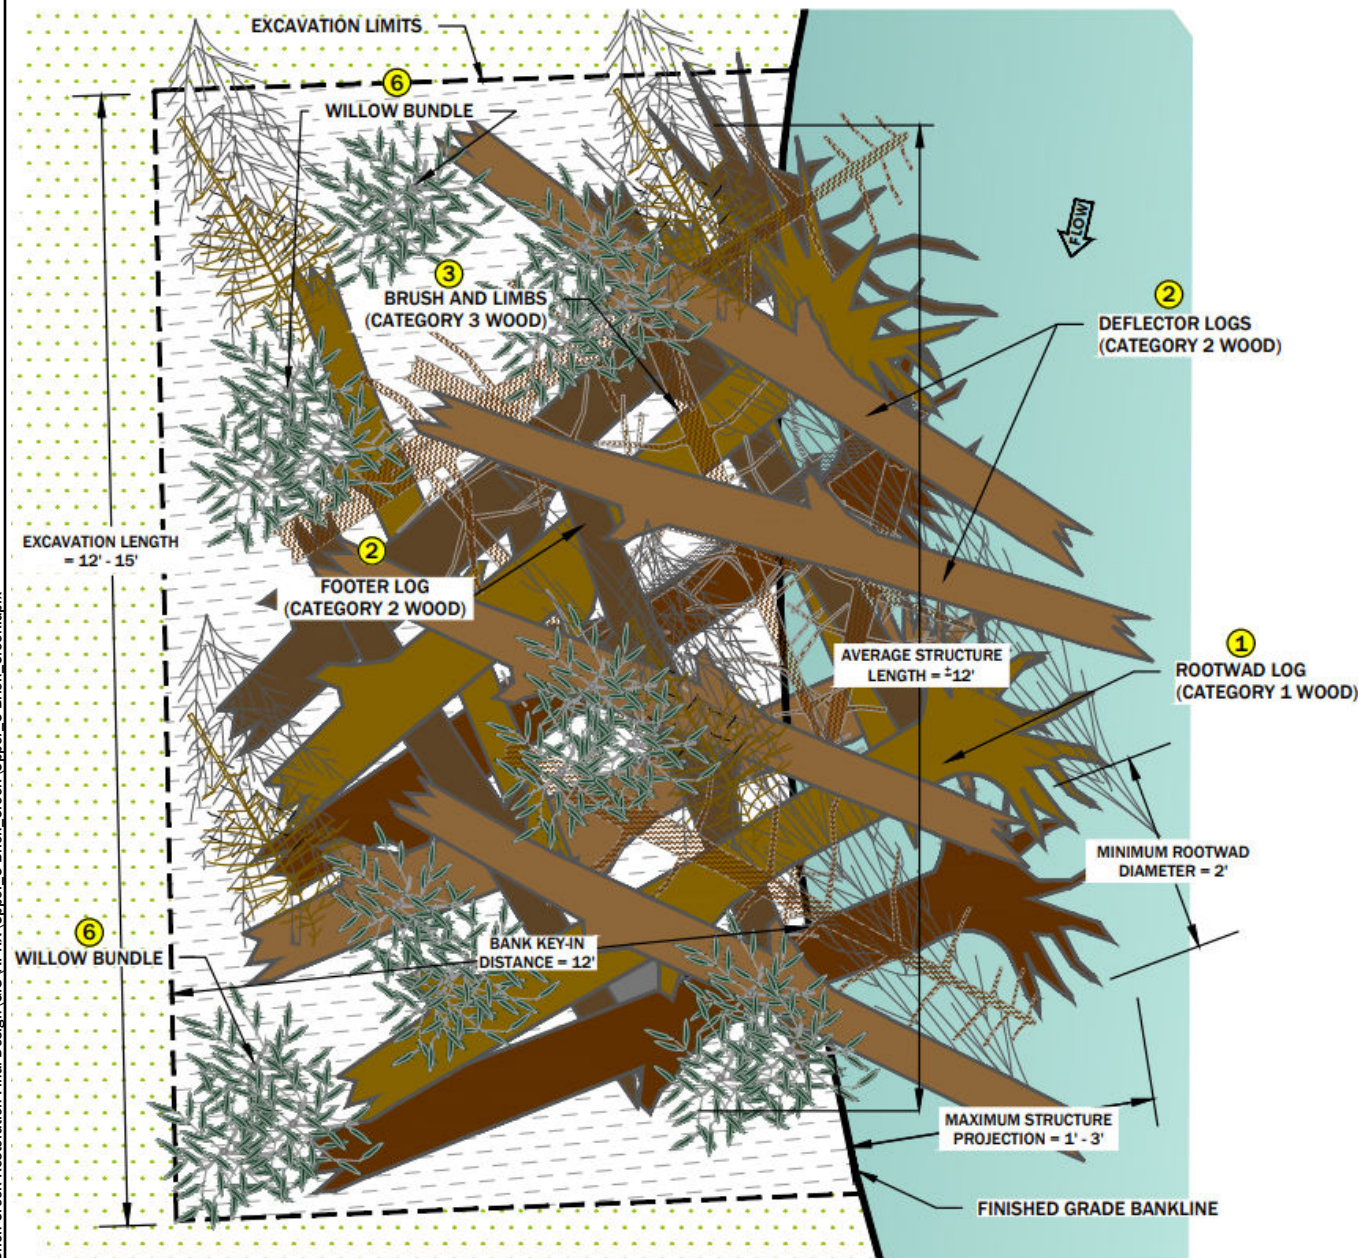 EXCAVATION LIMITS
6
WILLOW BUNDLE
3
BRUSH AND LIMBS
(CATEGORY 3 WOOD)
FLOW
2
DEFLECTOR LOGS
(CATEGORY 2 WOOD)
EXCAVATION LENGTH
= 12' - 15'
2
FOOTER LOG
(CATEGORY 2 WOOD)
AVERAGE STRUCTURE
LENGTH = ±12'
1
ROOTWAD LOG
(CATEGORY 1 WOOD)
MINIMUM ROOTWAD
DIAMETER = 2'
6
WILLOW BUNDLE
BANK KEY-IN
DISTANCE = 12'
MAXIMUM STRUCTURE
PROJECTION = 1' - 3'
FINISHED GRADE BANKLINE